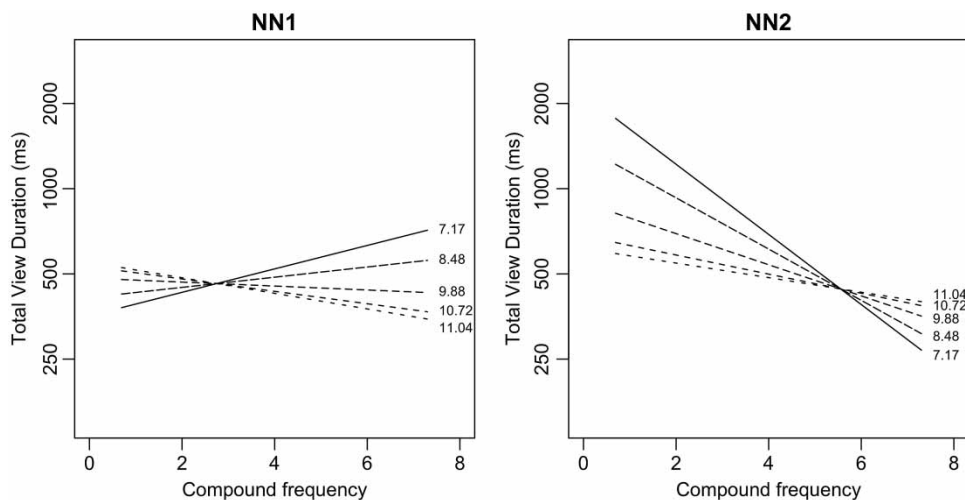 NN1
Total View Duration (ms)
2000
1000
500
250
7.17
8.48
9.88
10.72
11.04
0 2 4 6 8
Compound frequency
NN2
Total View Duration (ms)
2000
1000
500
250
11.04
10.72
9.88
8.48
7.17
0 2 4 6 8
Compound frequency